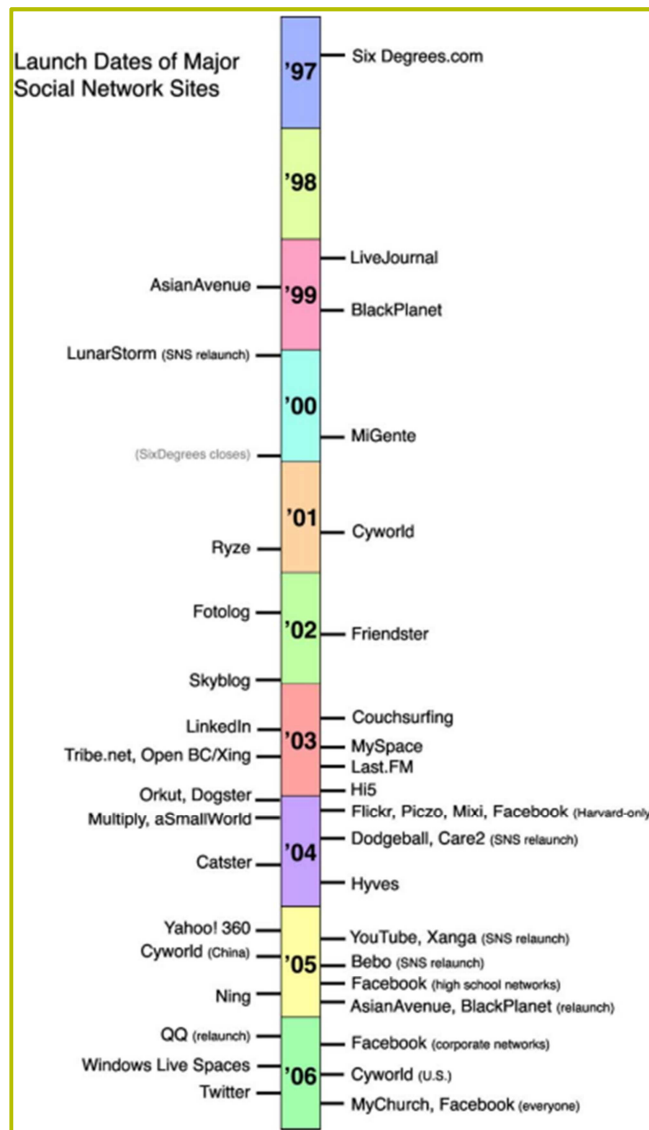 Launch Dates of Major
Social Network Sites
'97
Six Degrees.com
'98
'99
LiveJournal
AsianAvenue
BlackPlanet
LunarStorm (SNS relaunch)
'00
MiGente
(SixDegrees closes)
'01
Cyworld
Ryze
Fotolog
'02
Friendster
Skyblog
'03
Couchsurfing
LinkedIn
MySpace
Tribe.net, Open BC/Xing
Last.FM
Hi5
Orkut, Dogster
Flickr, Piczo, Mixi, Facebook (Harvard-only
Multiply, aSmallWorld
'04
Dodgeball, Care2 (SNS relaunch)
Catster
Hyves
Yahoo! 360
YouTube, Xanga (SNS relaunch)
Cyworld (China)
'05
Bebo (SNS relaunch)
Facebook (high school networks)
Ning
AsianAvenue, BlackPlanet (relaunch)
QQ (relaunch)
Facebook (corporate networks)
Windows Live Spaces
'06
Cyworld (U.S.)
Twitter
MyChurch, Facebook (everyone)